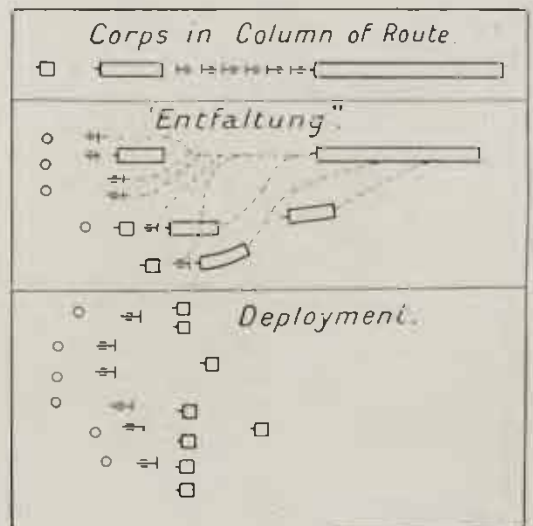 Corps in Column of Route.
"Entfaltung".
Deployment.